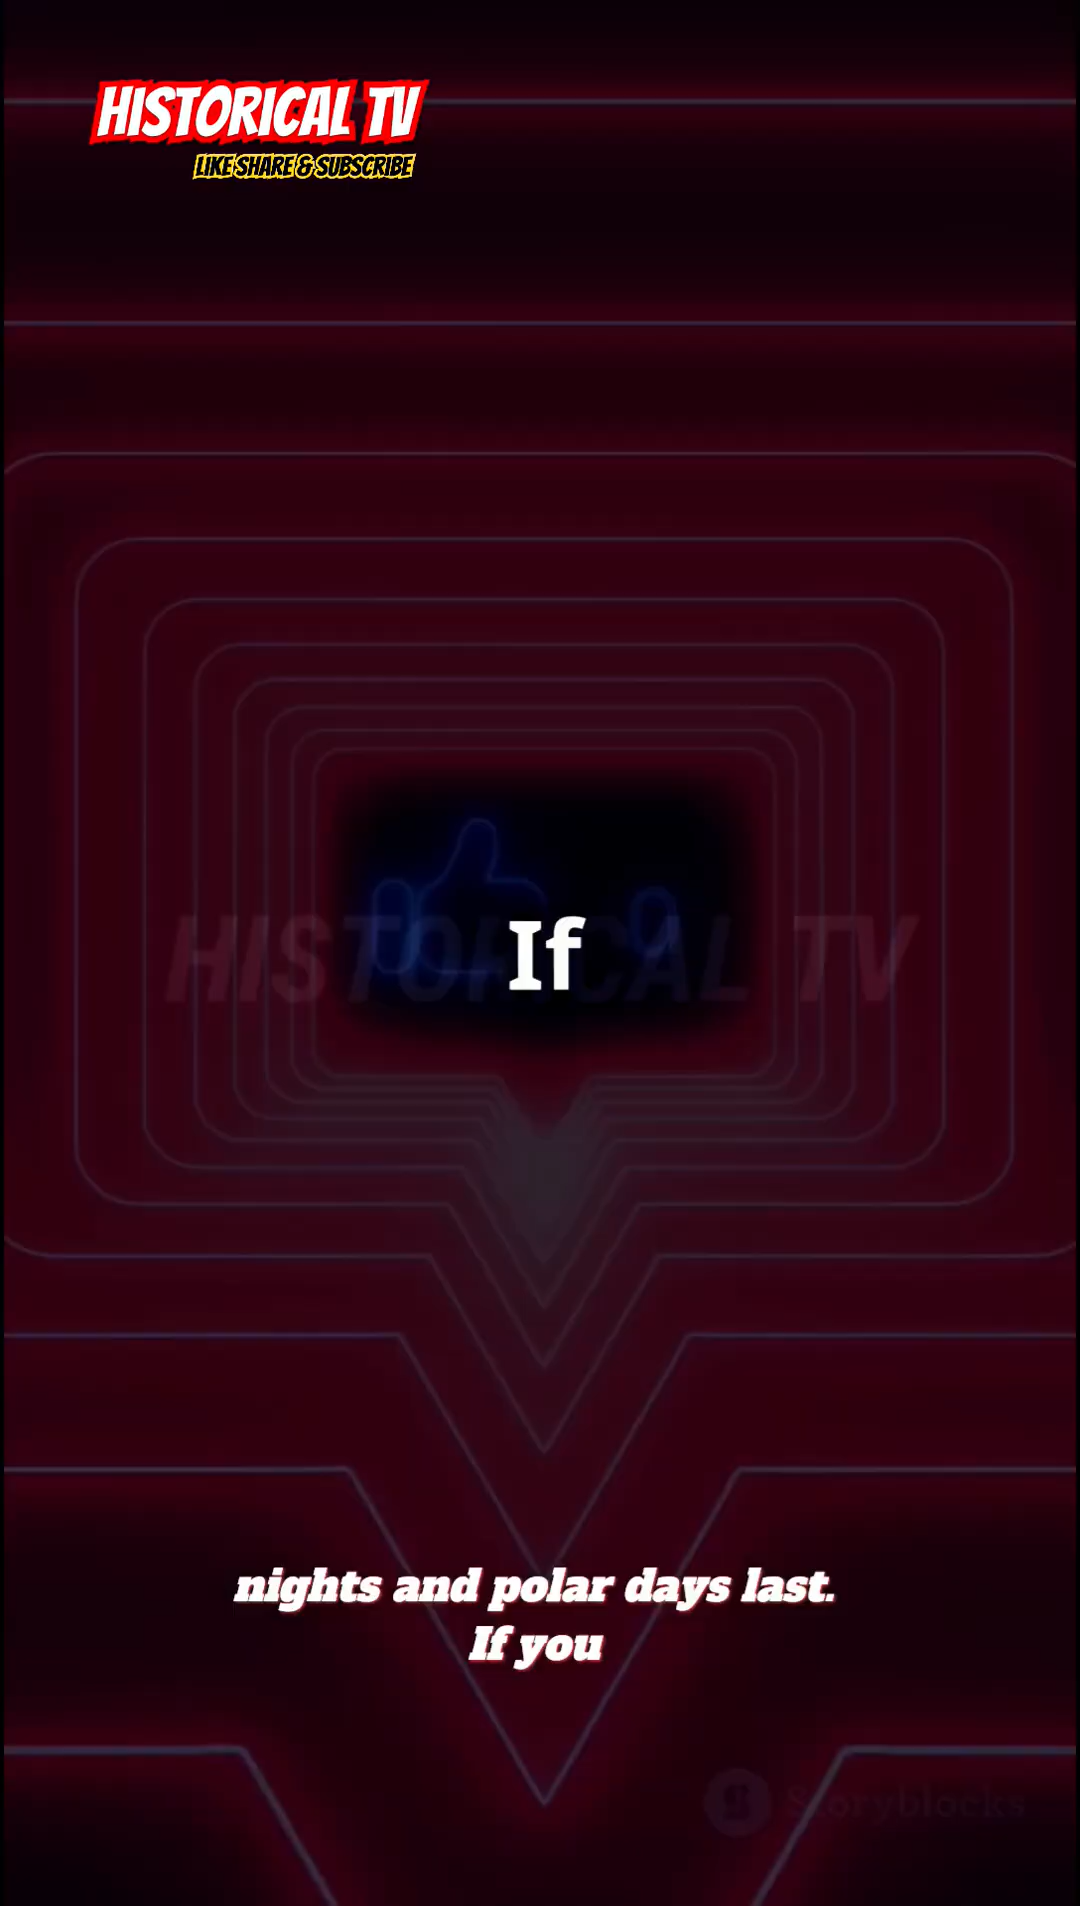 HISTORICAL TV
LIKE SHARE & SUBSCRIBE
HISTORICAL TV
If
nights and polar days last.
If you
Storyblocks